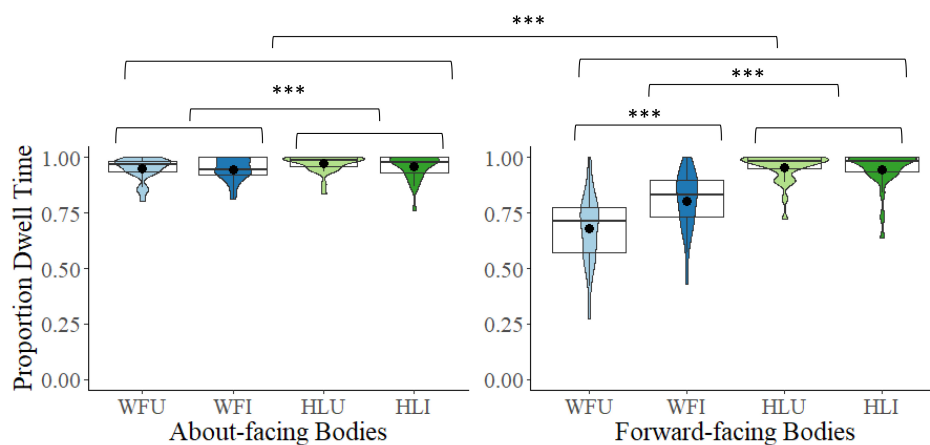 ***
***
***
***
Proportion Dwell Time
1.00
0.75
0.50
0.25
0.00
WFU WFI HLU HLI
About-facing Bodies
1.00
0.75
0.50
0.25
0.00
WFU WFI HLU HLI
Forward-facing Bodies